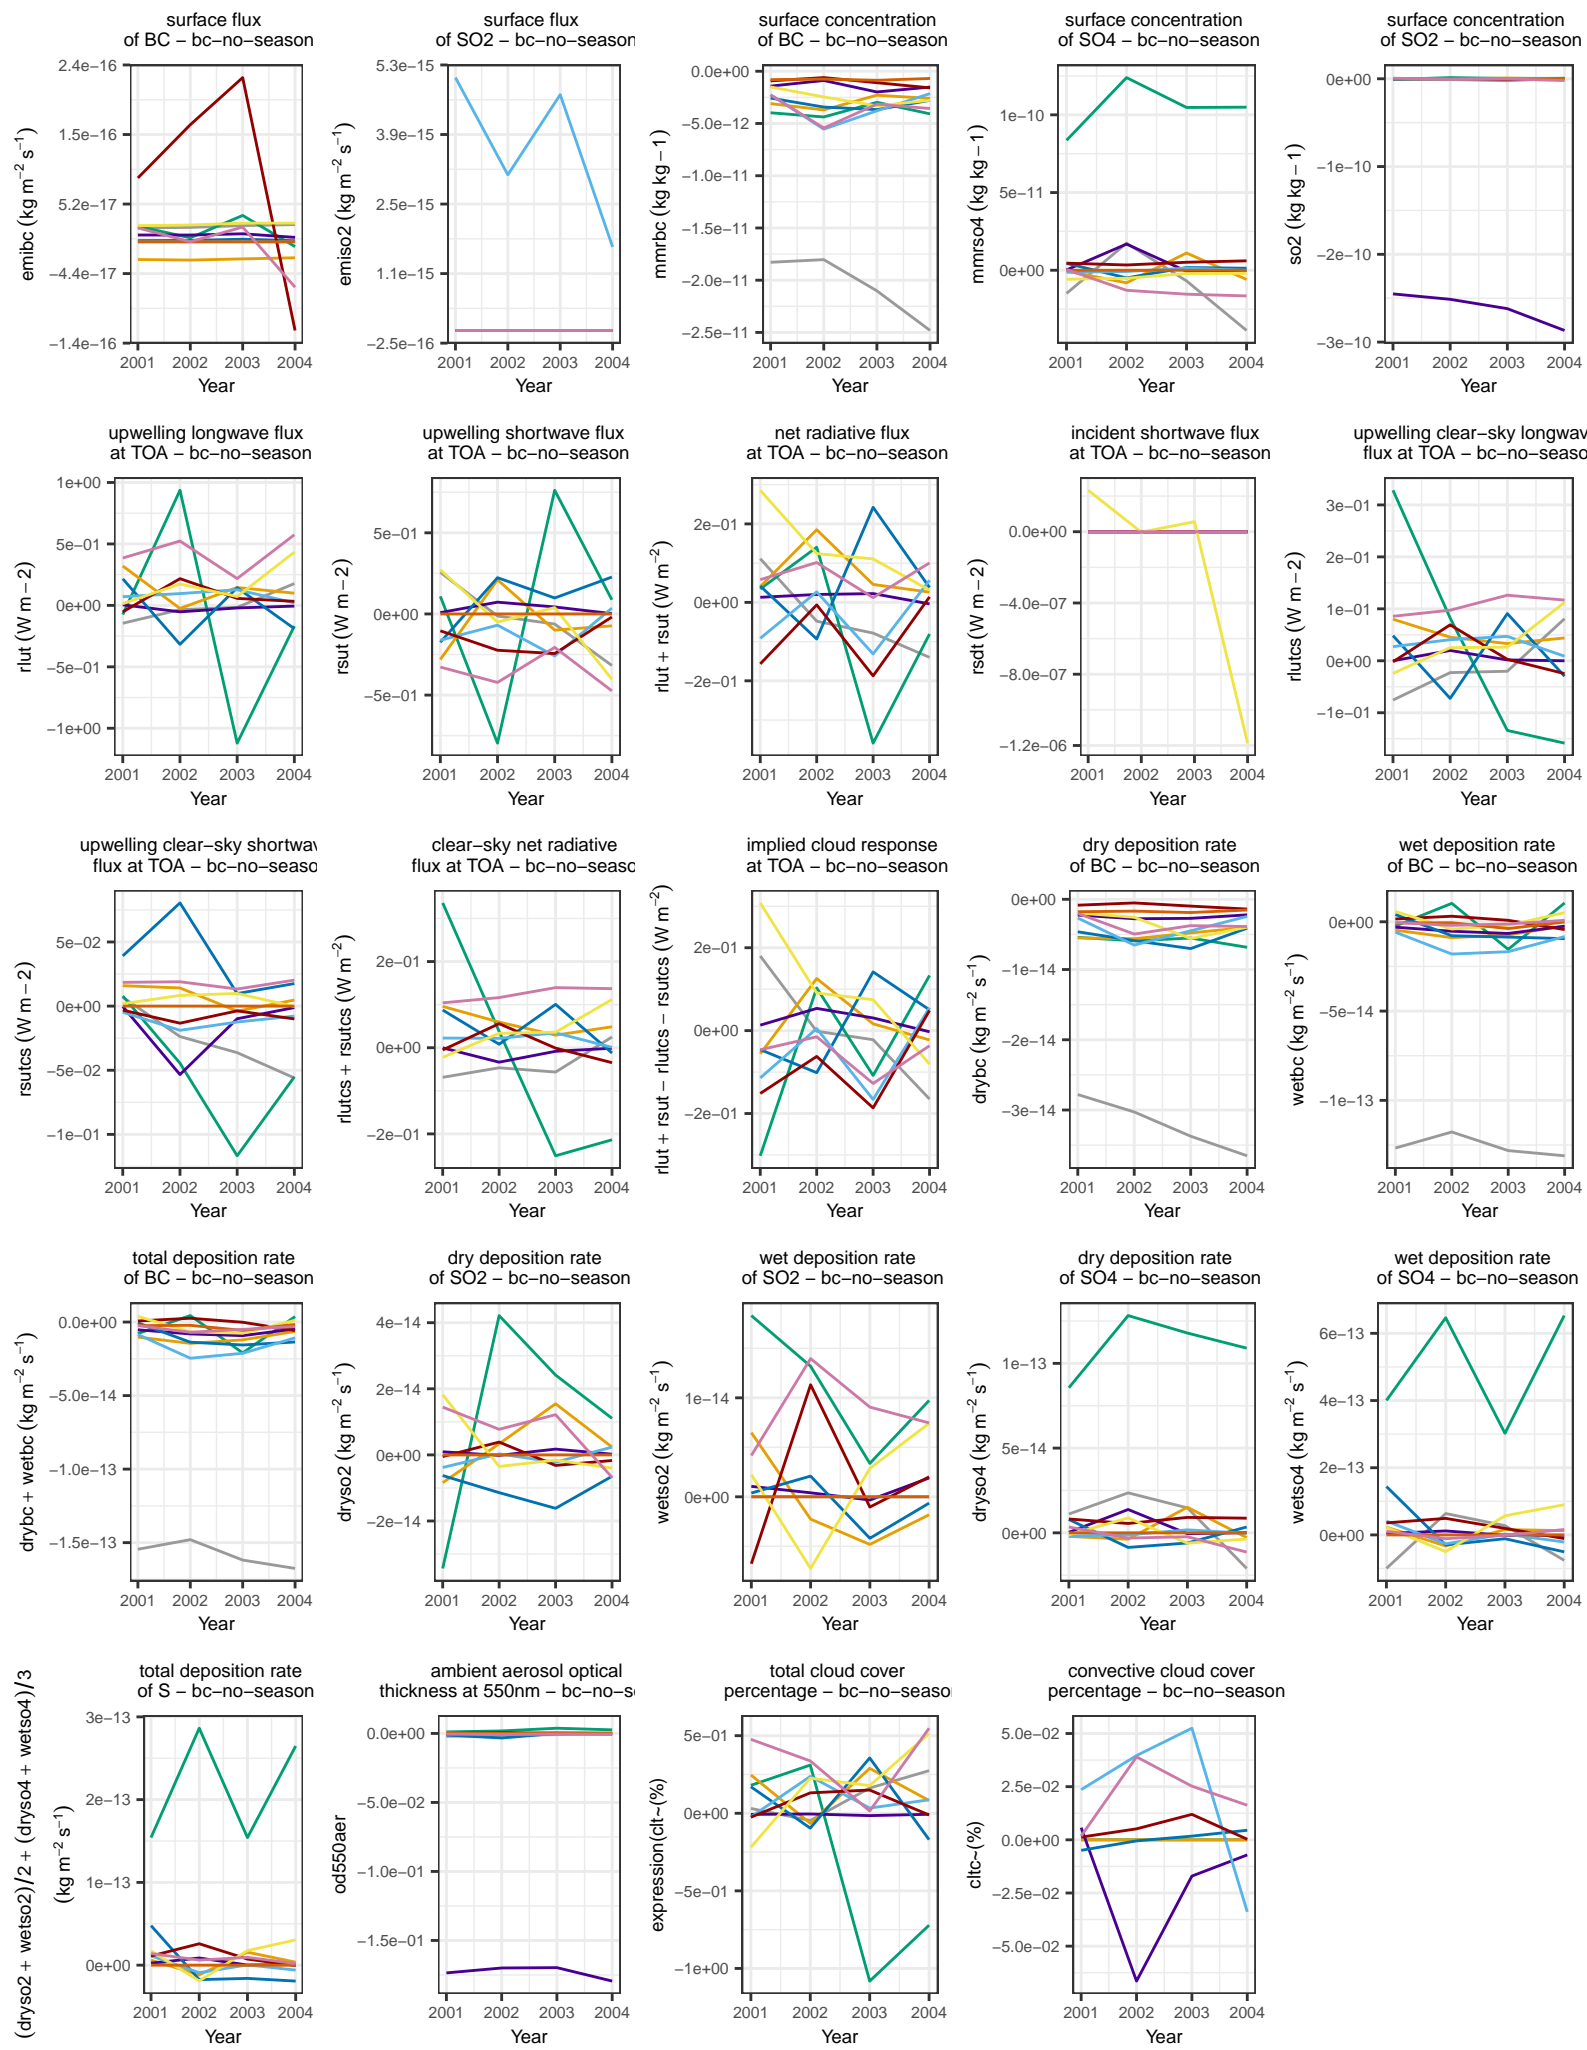 surface flux
of BC – bc–no–season
2.4e−16
1.5e−16
5.2e−17
−4.4e−17
−1.4e−16
emibc (kg m−2 s−1)
2001 2002 2003 2004
Year
surface flux
of SO2 – bc–no–season
5.3e−15
3.9e−15
2.5e−15
1.1e−15
−2.5e−16
emiso2 (kg m−2 s−1)
2001 2002 2003 2004
Year
surface concentration
of BC – bc–no–season
0.0e+00
−5.0e−12
−1.0e−11
−1.5e−11
−2.0e−11
−2.5e−11
mmrbc (kg kg − 1)
2001 2002 2003 2004
Year
surface concentration
of SO4 – bc–no–season
1e−10
5e−11
0e+00
mmrso4 (kg kg − 1)
2001 2002 2003 2004
Year
surface concentration
of SO2 – bc–no–season
0e+00
−1e−10
−2e−10
−3e−10
so2 (kg kg − 1)
2001 2002 2003 2004
Year
upwelling longwave flux
at TOA – bc–no–season
1e+00
5e−01
0e+00
−5e−01
−1e+00
rlut (W m − 2)
2001 2002 2003 2004
Year
upwelling shortwave flux
at TOA – bc–no–season
5e−01
0e+00
−5e−01
rsut (W m − 2)
2001 2002 2003 2004
Year
net radiative flux
at TOA – bc–no–season
2e−01
0e+00
−2e−01
rlut + rsut (W m−2)
2001 2002 2003 2004
Year
incident shortwave flux
at TOA – bc–no–season
0.0e+00
−4.0e−07
−8.0e−07
−1.2e−06
rsdt (W m − 2)
2001 2002 2003 2004
Year
upwelling clear–sky longwav
flux at TOA – bc–no–seaso
3e−01
2e−01
1e−01
0e+00
−1e−01
rlutcs (W m − 2)
2001 2002 2003 2004
Year
upwelling clear–sky shortwav
flux at TOA – bc–no–seaso
5e−02
0e+00
−5e−02
−1e−01
rsutcs (W m − 2)
2001 2002 2003 2004
Year
clear–sky net radiative
flux at TOA – bc–no–seaso
2e−01
0e+00
−2e−01
rlutcs + rsutcs (W m−2)
2001 2002 2003 2004
Year
implied cloud response
at TOA – bc–no–season
2e−01
0e+00
−2e−01
rlut + rsut − rlutcs − rsutcs (W m−2)
2001 2002 2003 2004
Year
dry deposition rate
of BC – bc–no–season
0e+00
−1e−14
−2e−14
−3e−14
drybc (kg m−2 s−1)
2001 2002 2003 2004
Year
wet deposition rate
of BC – bc–no–season
0e+00
−5e−14
−1e−13
wetbc (kg m−2 s−1)
2001 2002 2003 2004
Year
total deposition rate
of BC – bc–no–season
0.0e+00
−5.0e−14
−1.0e−13
−1.5e−13
drybc + wetbc (kg m−2 s−1)
2001 2002 2003 2004
Year
dry deposition rate
of SO2 – bc–no–season
4e−14
2e−14
0e+00
−2e−14
dryso2 (kg m−2 s−1)
2001 2002 2003 2004
Year
wet deposition rate
of SO2 – bc–no–season
1e−14
0e+00
wetso2 (kg m−2 s−1)
2001 2002 2003 2004
Year
dry deposition rate
of SO4 – bc–no–season
1e−13
5e−14
0e+00
dryso4 (kg m−2 s−1)
2001 2002 2003 2004
Year
wet deposition rate
of SO4 – bc–no–season
6e−13
4e−13
2e−13
0e+00
wetso4 (kg m−2 s−1)
2001 2002 2003 2004
Year
total deposition rate
of S – bc–no–season
3e−13
2e−13
1e−13
0e+00
(dryso2 + wetso2)/2 + (dryso4 + wetso4)/3
(kg m−2 s−1)
2001 2002 2003 2004
Year
ambient aerosol optical
thickness at 550nm – bc–no–s
0.0e+00
−5.0e−02
−1.0e−01
−1.5e−01
od550aer
2001 2002 2003 2004
Year
total cloud cover
percentage – bc–no–season
5e−01
0e+00
−5e−01
−1e+00
expression(clt~(%)
2001 2002 2003 2004
Year
convective cloud cover
percentage – bc–no–season
5.0e−02
2.5e−02
0.0e+00
−2.5e−02
−5.0e−02
cltc~(%)
2001 2002 2003 2004
Year